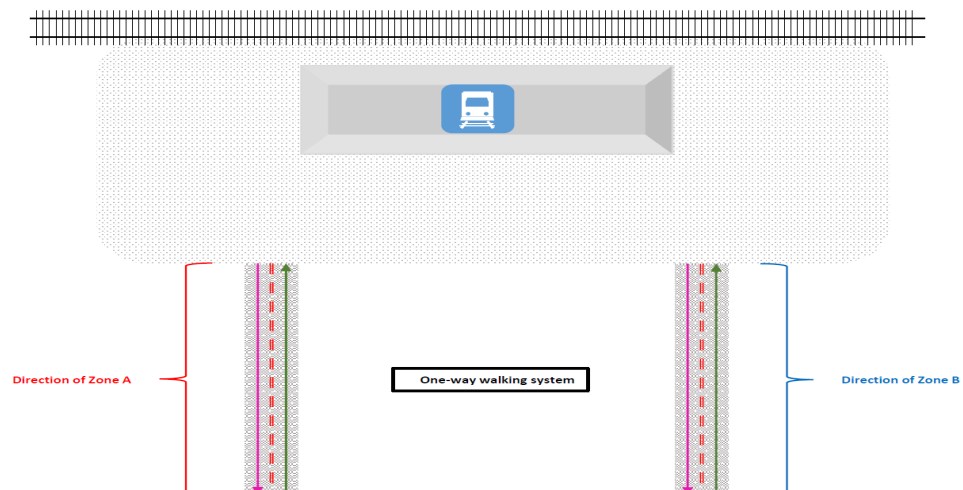 Direction of Zone A
One-way walking system
Direction of Zone B